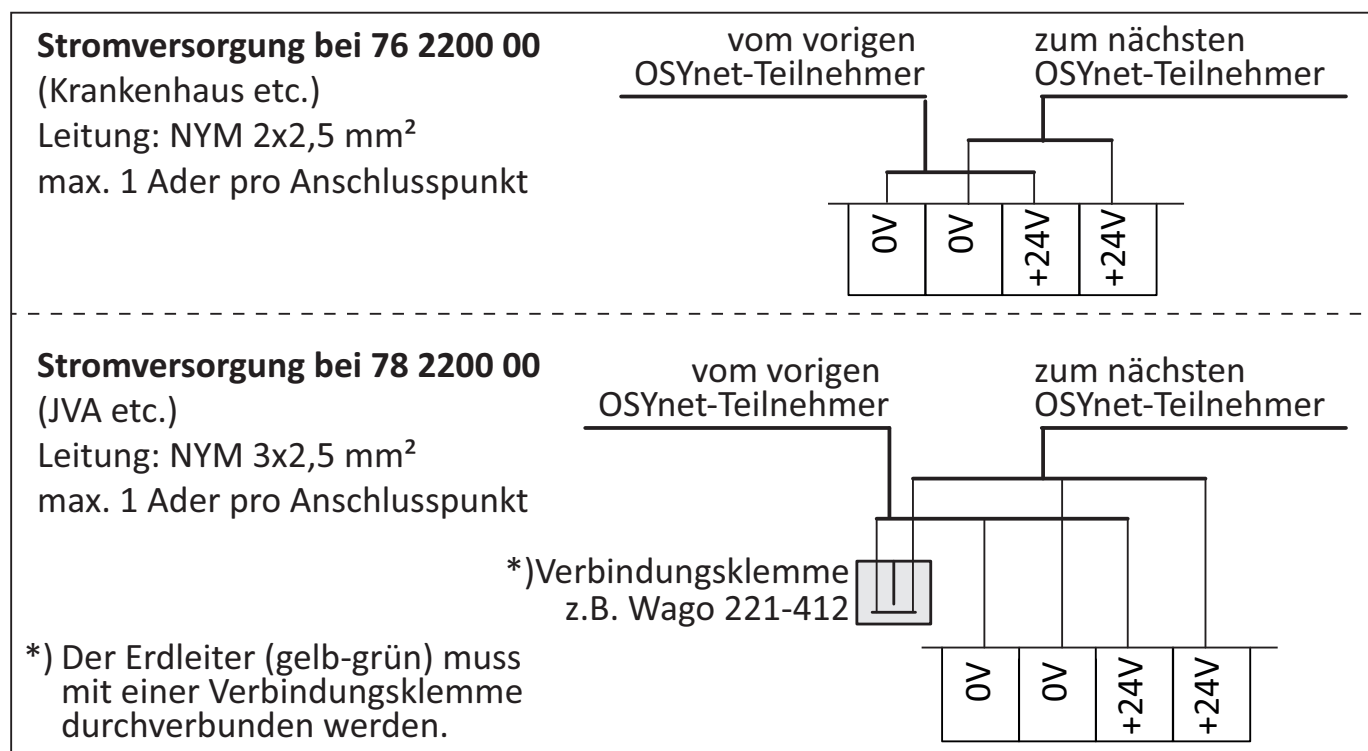 Stromversorgung bei 76 2200 00
(Krankenhaus etc.)
Leitung: NYM 2x2,5 mm²
max. 1 Ader pro Anschlusspunkt
vom vorigen
OSYnet-Teilnehmer
zum nächsten
OSYnet-Teilnehmer
0V
0V
+24V
+24V
Stromversorgung bei 78 2200 00
(JVA etc.)
Leitung: NYM 3x2,5 mm²
max. 1 Ader pro Anschlusspunkt
vom vorigen
OSYnet-Teilnehmer
zum nächsten
OSYnet-Teilnehmer
*)Verbindungsklemme
z.B. Wago 221-412
*) Der Erdleiter (gelb-grün) muss
mit einer Verbindungsklemme
durchverbunden werden.
0V
0V
+24V
+24V